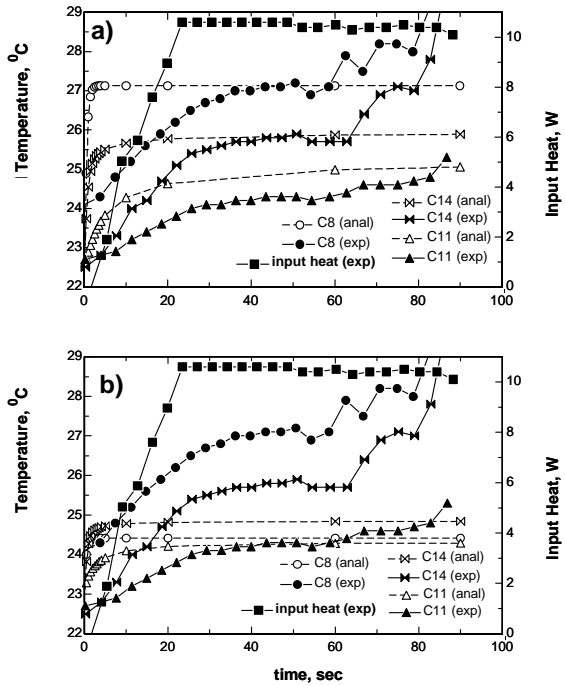 a)
29
28
27
26
25
24
23
22
Temperature, ⁰C
10
8
6
4
2
0
Input Heat, W
C8 (anal)
C8 (exp)
input heat (exp)
C14 (anal)
C14 (exp)
C11 (anal)
C11 (exp)
0 20 40 60 80 100
b)
29
28
27
26
25
24
23
22
Temperature, ⁰C
10
8
6
4
2
0
Input Heat, W
C8 (anal)
C8 (exp)
input heat (exp)
C14 (anal)
C14 (exp)
C11 (anal)
C11 (exp)
0 20 40 60 80 100
time, sec